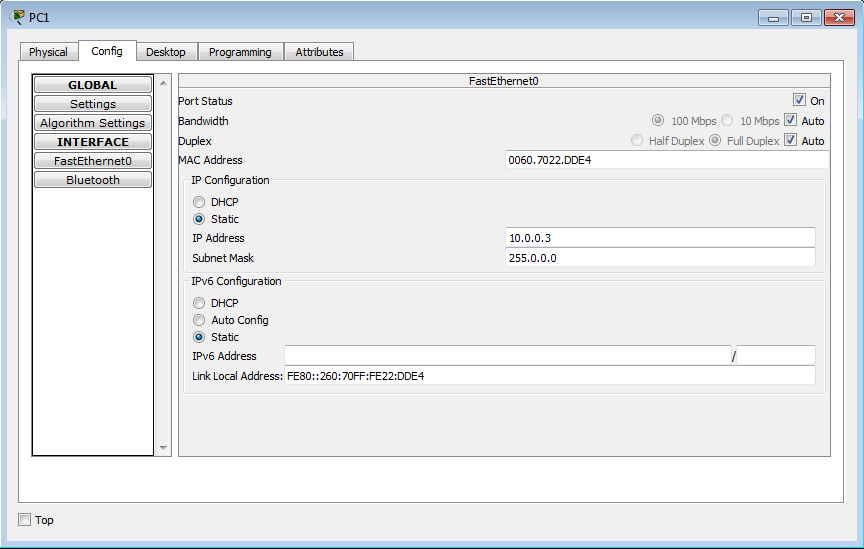 PC1
Physical Config Desktop Programming Attributes
GLOBAL
Settings
Algorithm Settings
INTERFACE
FastEthernet0
Bluetooth
FastEthernet0
Port Status On
Bandwidth 100 Mbps 10 Mbps Auto
Duplex Half Duplex Full Duplex Auto
MAC Address 0060.7022.DDE4
IP Configuration
DHCP
Static
IP Address 10.0.0.3
Subnet Mask 255.0.0.0
IPv6 Configuration
DHCP
Auto Config
Static
IPv6 Address /
Link Local Address: FE80::260:70FF:FE22:DDE4
Top